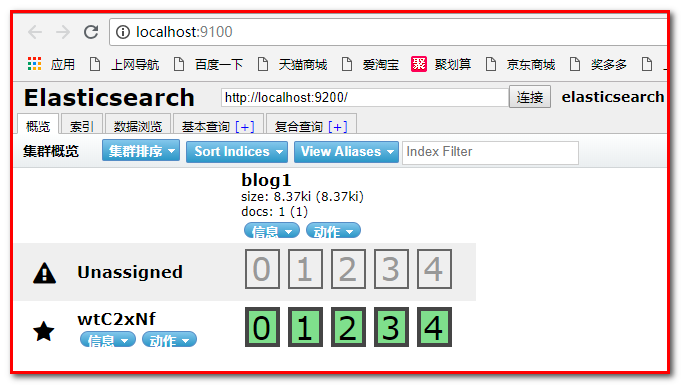 localhost:9100
应用 上网导航 百度一下 天猫商城 爱淘宝 聚 聚划算 京东商城 奖多多
Elasticsearch http://localhost:9200/ 连接 elasticsearch
概览 索引 数据浏览 基本查询 [+] 复合查询 [+]
集群概览 集群排序 Sort Indices View Aliases Index Filter
blog1
size: 8.37ki (8.37ki)
docs: 1 (1)
信息 动作
Unassigned 0 1 2 3 4
wtC2xNf 0 1 2 3 4
信息 动作